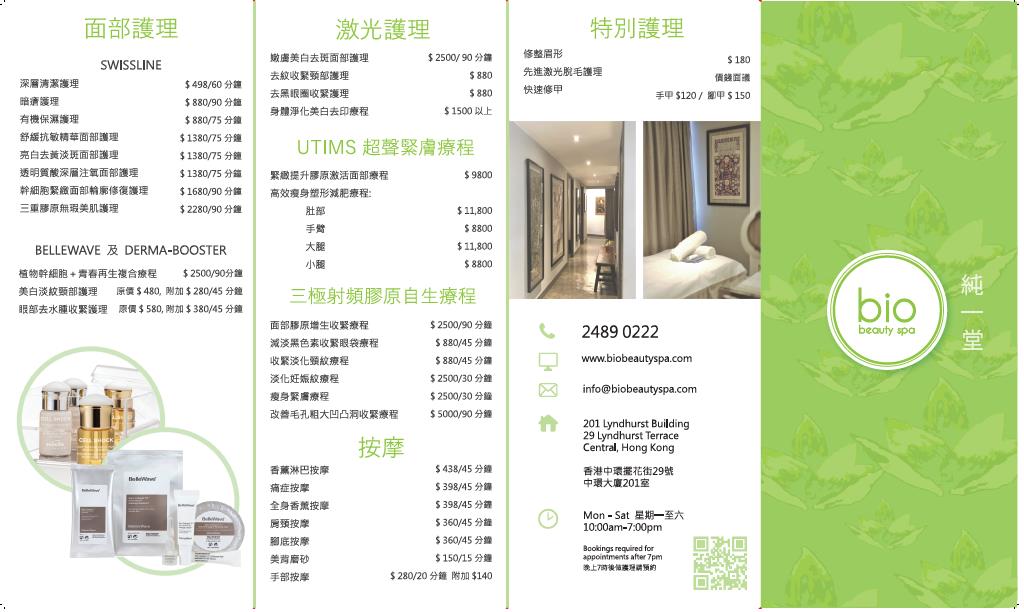 面部護理
SWISSLINE
深層清潔護理 $ 498/60 分鐘
暗瘡護理 $ 880/90 分鐘
有機保濕護理 $ 880/75 分鐘
舒緩抗敏精華面部護理 $ 1380/75 分鐘
亮白去黃淡斑面部護理 $ 1380/75 分鐘
透明質酸深層注氧面部護理 $ 1380/75 分鐘
幹細胞緊緻面部輪廓修復護理 $ 1680/90 分鐘
三重膠原無瑕美肌護理 $ 2280/90 分鐘
BELLEWAVE 及 DERMA-BOOSTER
植物幹細胞 + 青春再生複合療程 $ 2500/90分鐘
美白淡紋頸部護理 原價 $ 480, 附加 $ 280/45 分鐘
眼部去水腫收緊護理 原價 $ 580, 附加 $ 380/45 分鐘
CELL SHOCK
CELL SHOCK
BelleWave
BelleWave
BelleWave
激光護理
嫩膚美白去斑面部護理 $ 2500/ 90 分鐘
去紋收緊頸部護理 $ 880
去黑眼圈收緊護理 $ 880
身體淨化美白去印療程 $ 1500 以上
UTIMS 超聲緊膚療程
緊緻提升膠原激活面部療程 $ 9800
高效瘦身塑形減肥療程:
肚部 $ 11,800
手臂 $ 8800
大腿 $ 11,800
小腿 $ 8800
三極射頻膠原自生療程
面部膠原增生收緊療程 $ 2500/90 分鐘
減淡黑色素收緊眼袋療程 $ 880/45 分鐘
收緊淡化頸紋療程 $ 880/45 分鐘
淡化妊娠紋療程 $ 2500/30 分鐘
瘦身緊膚療程 $ 2500/30 分鐘
改善毛孔粗大凹凸洞收緊療程 $ 5000/90 分鐘
按摩
香薰淋巴按摩 $ 438/45 分鐘
痛症按摩 $ 398/45 分鐘
全身香薰按摩 $ 398/45 分鐘
肩頸按摩 $ 360/45 分鐘
腳底按摩 $ 360/45 分鐘
美背磨砂 $ 150/15 分鐘
手部按摩 $ 280/20 分鐘 附加 $140
特別護理
修整眉形 $ 180
先進激光脫毛護理 價錢面議
快速修甲 手甲 $120 / 腳甲 $ 150
2489 0222
www.biobeautyspa.com
info@biobeautyspa.com
201 Lyndhurst Building
29 Lyndhurst Terrace
Central, Hong Kong
香港中環擺花街29號
中環大廈201室
Mon - Sat 星期一至六
10:00am-7:00pm
Bookings required for
appointments after 7pm
晚上7時後做護理請預約
bio
beauty spa
純一堂